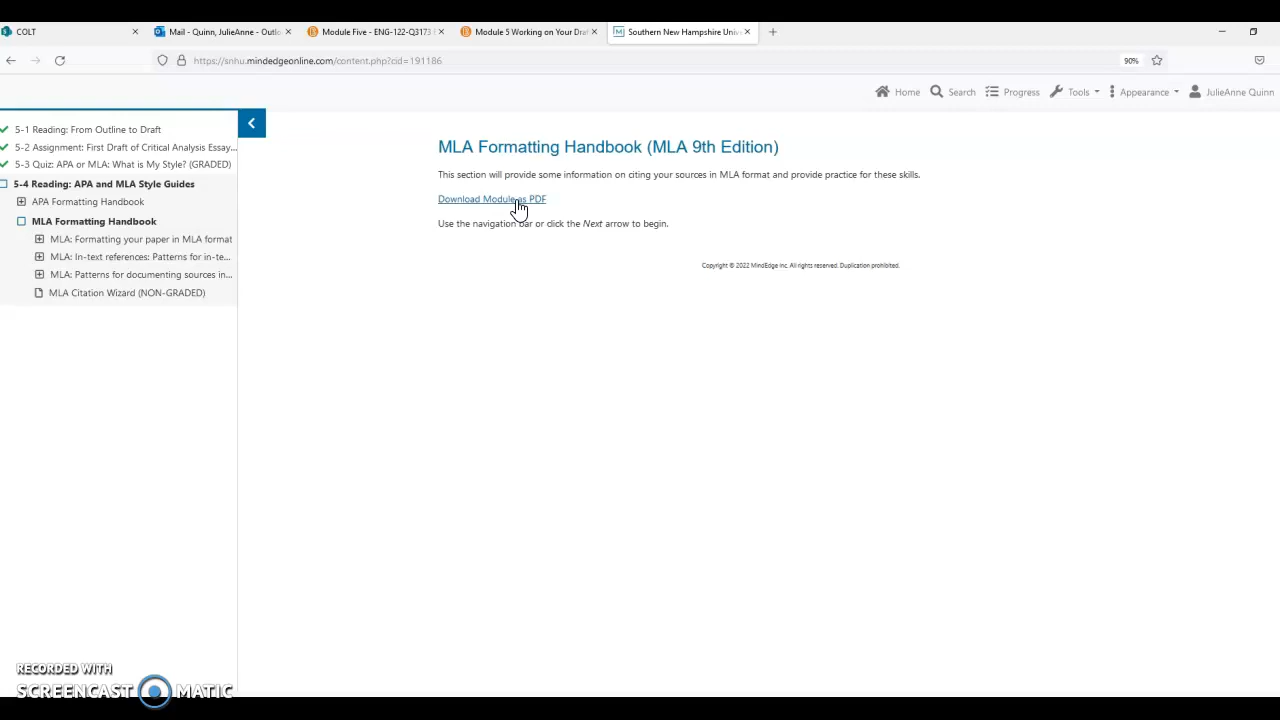 COLT
Mail - Quinn, JulieAnne - Outlo
Module Five - ENG-122-Q3173
Module 5 Working on Your Dra
Southern New Hampshire Univ
https://snhu.mindedgeonline.com/content.php?cid=191186
90%
Home
Search
Progress
Tools
Appearance
JulieAnne Quinn
5-1 Reading: From Outline to Draft
5-2 Assignment: First Draft of Critical Analysis Essay...
5-3 Quiz: APA or MLA: What is My Style? (GRADED)
5-4 Reading: APA and MLA Style Guides
APA Formatting Handbook
MLA Formatting Handbook
MLA: Formatting your paper in MLA format
MLA: In-text references: Patterns for in-te...
MLA: Patterns for documenting sources in...
MLA Citation Wizard (NON-GRADED)
MLA Formatting Handbook (MLA 9th Edition)
This section will provide some information on citing your sources in MLA format and provide practice for these skills.
Download Module as PDF
Use the navigation bar or click the Next arrow to begin.
Copyright © 2022 MindEdge Inc. All rights reserved. Duplication prohibited.
RECORDED WITH
SCREENCAST MATIC